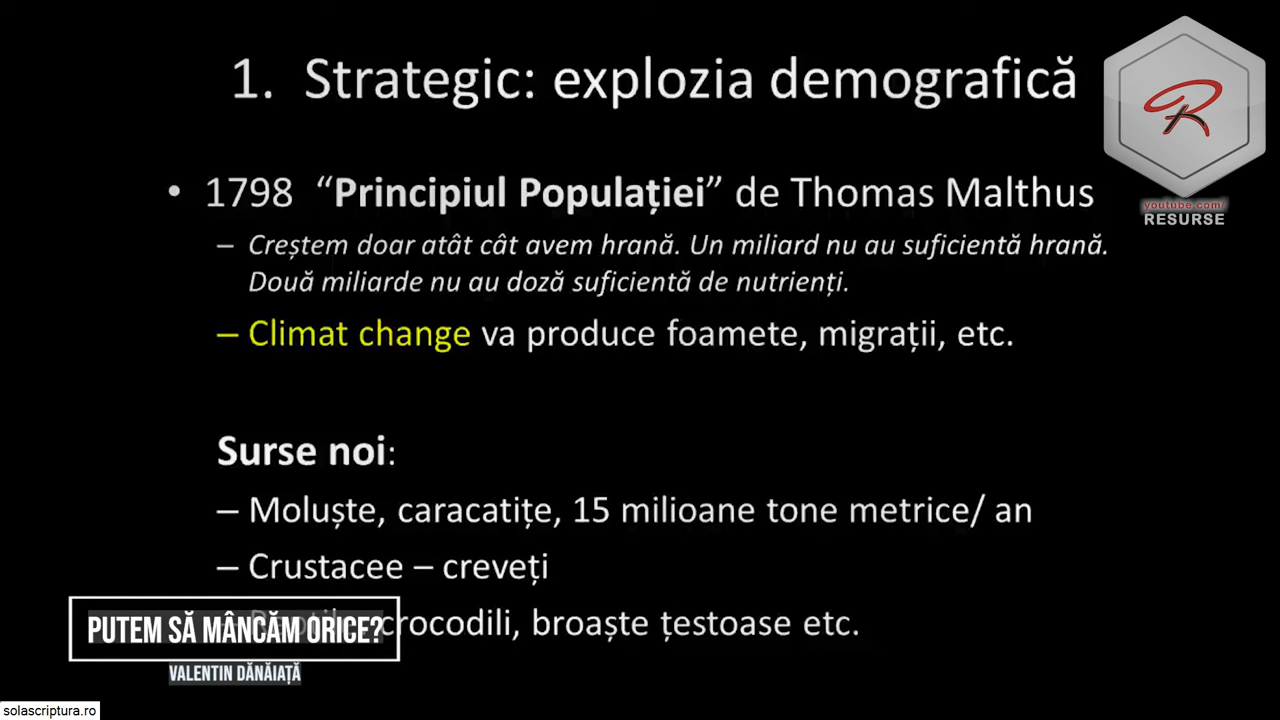 1. Strategic: explozia demografică
R
youtube.com/
RESURSE
• 1798 “Principiul Populației” de Thomas Malthus
– Creștem doar atât cât avem hrană. Un miliard nu au suficientă hrană.
Două miliarde nu au doză suficientă de nutrienți.
– Climat change va produce foamete, migrații, etc.
Surse noi:
– Moluște, caracatițe, 15 milioane tone metrice/ an
– Crustacee – creveți
crocodili, broaște țestoase etc.
PUTEM SĂ MÂNCĂM ORICE?
VALENTIN DĂNĂIAȚĂ
solascriptura.ro